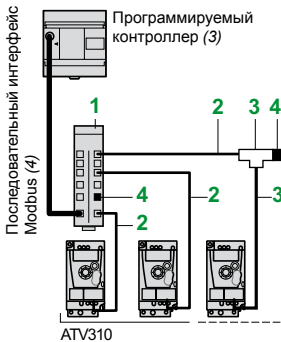 Программируемый
контроллер (3)
Последовательный интерфейс
Modbus (4)
1
2 3 4
4 2 3
2
ATV310